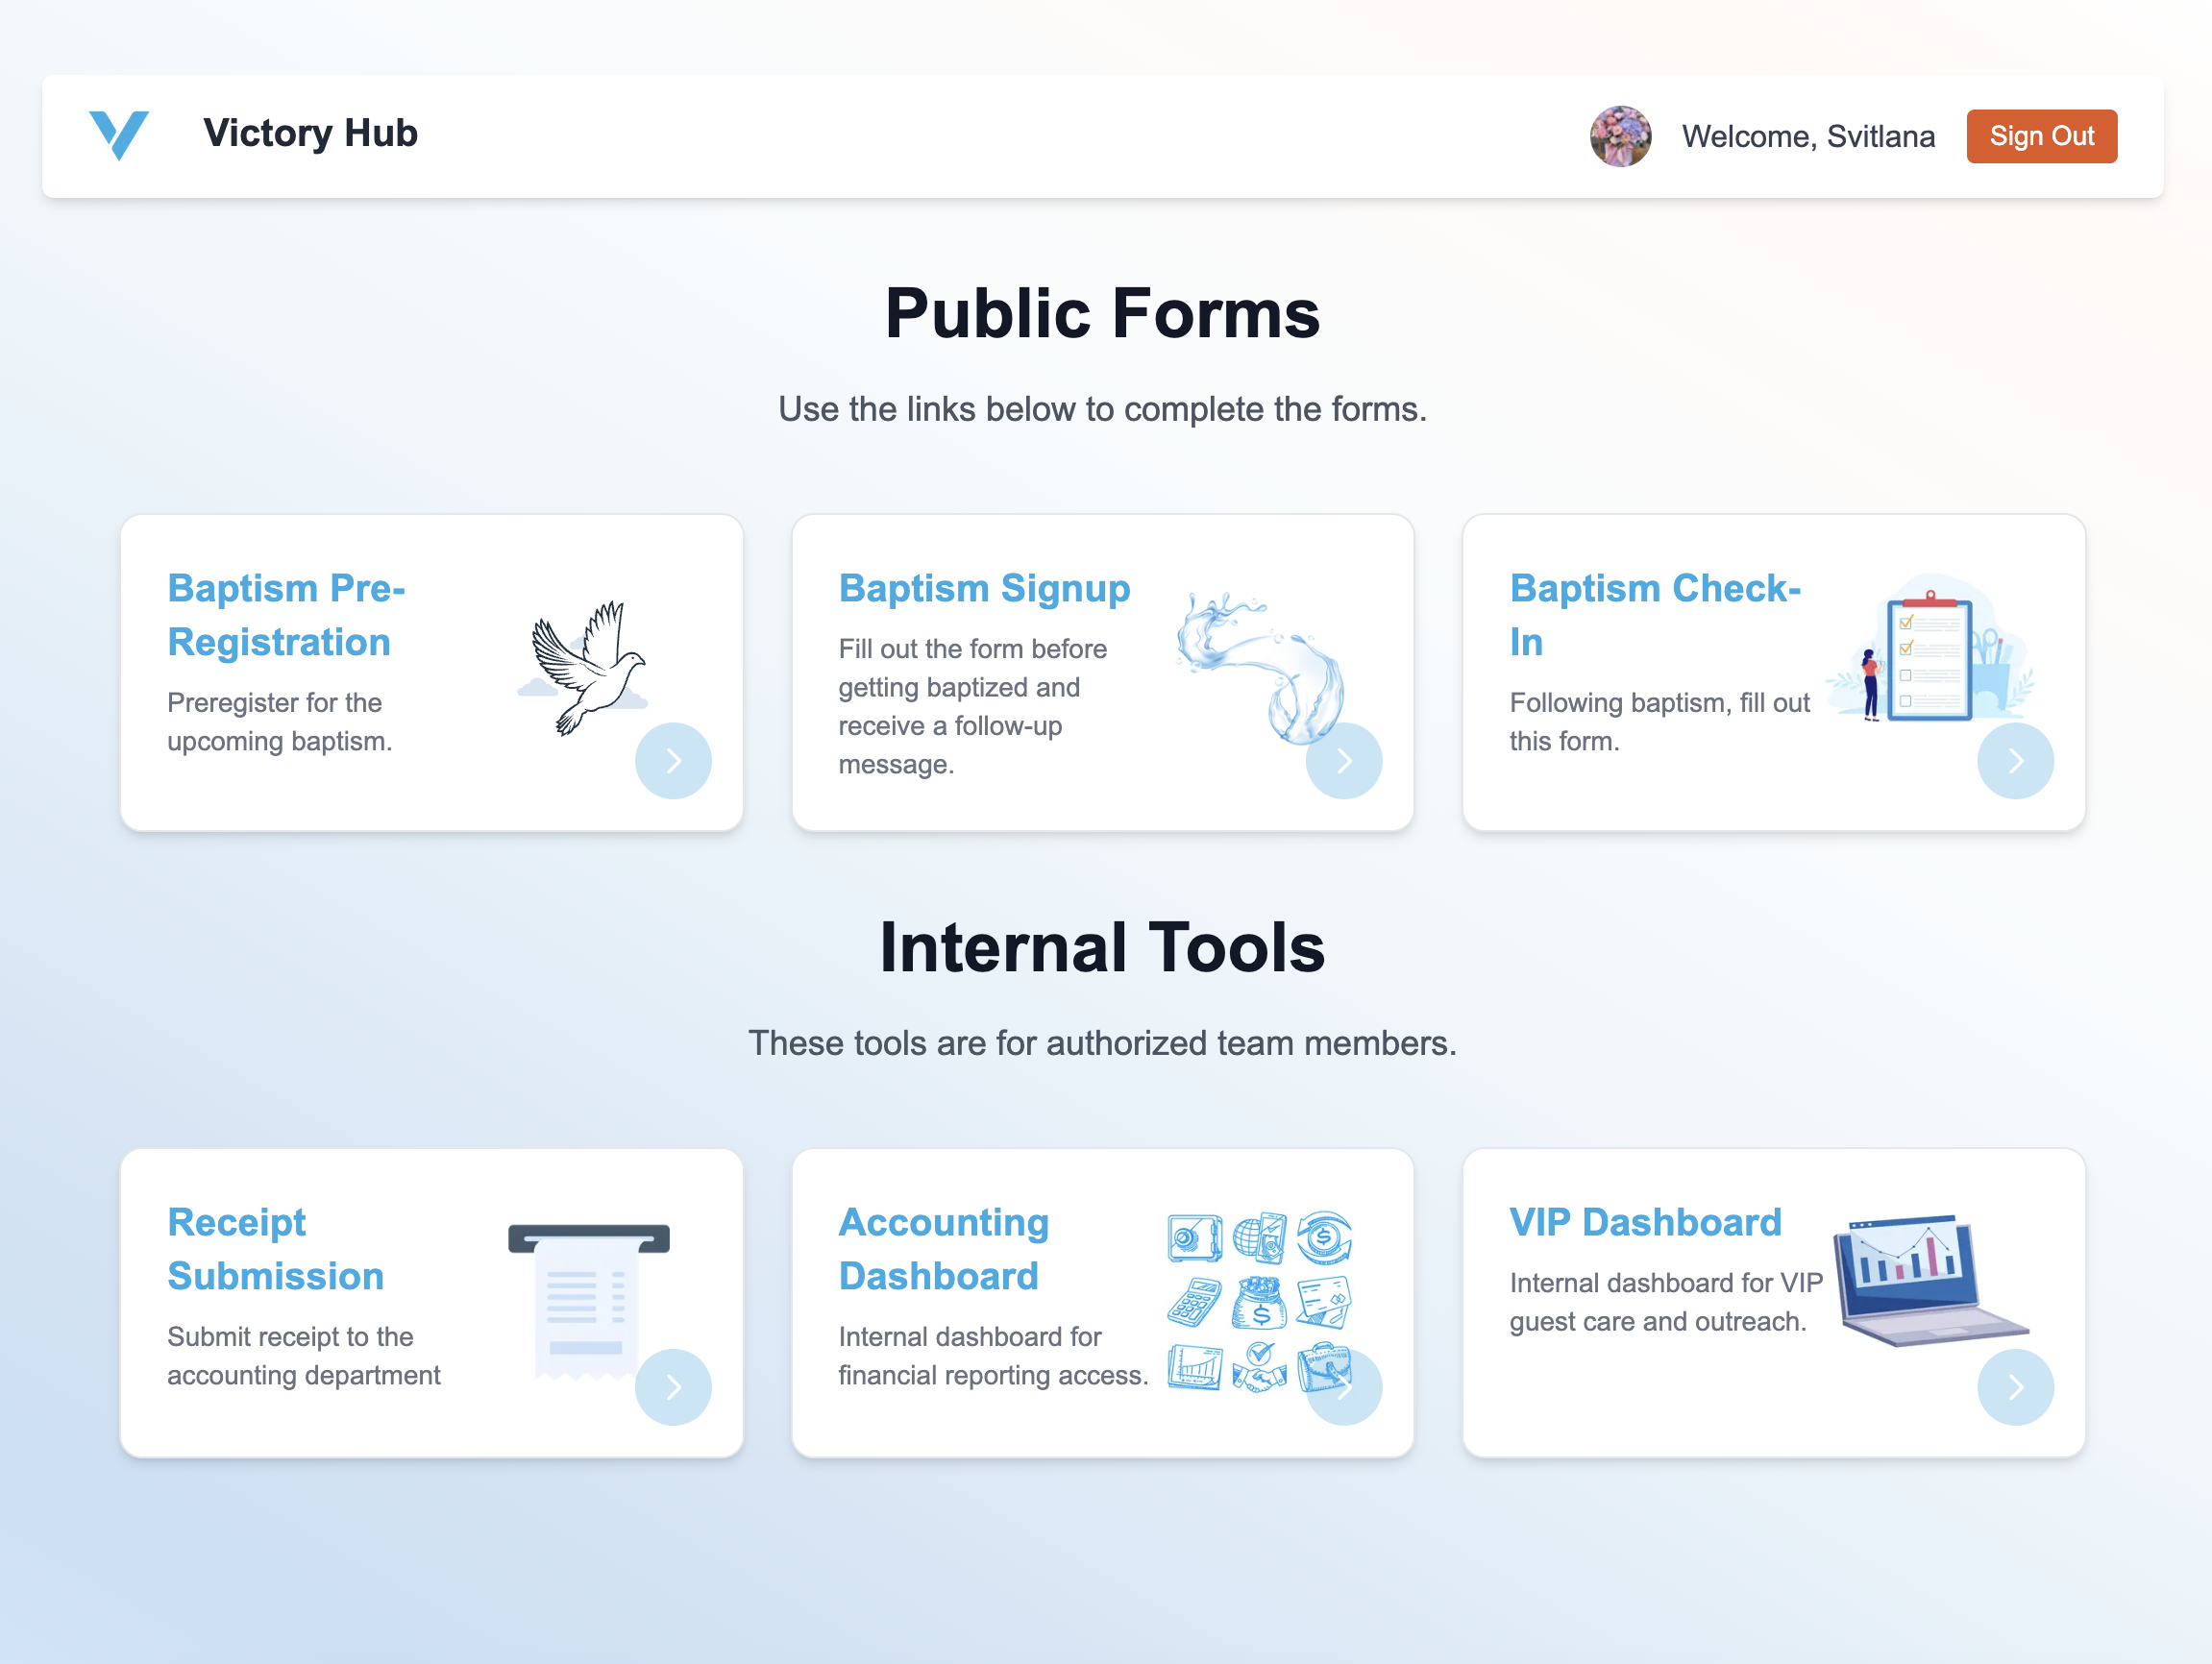 Victory Hub
Welcome, Svitlana
Sign Out
Public Forms
Use the links below to complete the forms.
Baptism Pre-
Registration
Preregister for the
upcoming baptism.
Baptism Signup
Fill out the form before
getting baptized and
receive a follow-up
message.
Baptism Check-
In
Following baptism, fill out
this form.
Internal Tools
These tools are for authorized team members.
Receipt
Submission
Submit receipt to the
accounting department
Accounting
Dashboard
Internal dashboard for
financial reporting access.
VIP Dashboard
Internal dashboard for VIP
guest care and outreach.